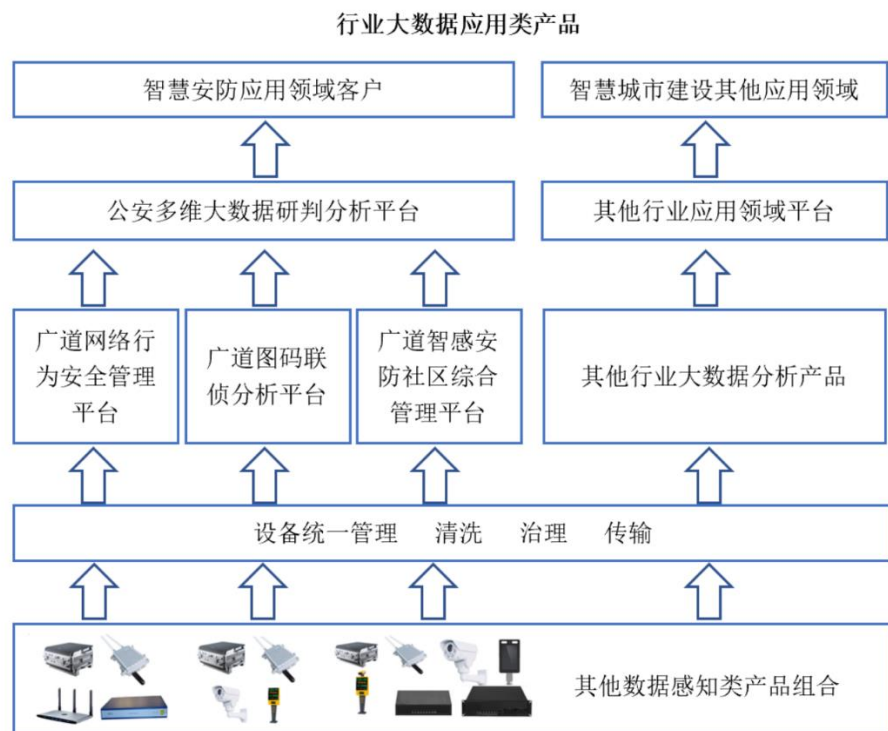 行业大数据应用类产品
智慧安防应用领域客户
智慧城市建设其他应用领域
公安多维大数据研判分析平台
其他行业应用领域平台
广道网络行
为安全管理
平台
广道图码联
侦分析平台
广道智感安
防社区综合
管理平台
其他行业大数据分析产品
设备统一管理 清洗 治理 传输
其他数据感知类产品组合